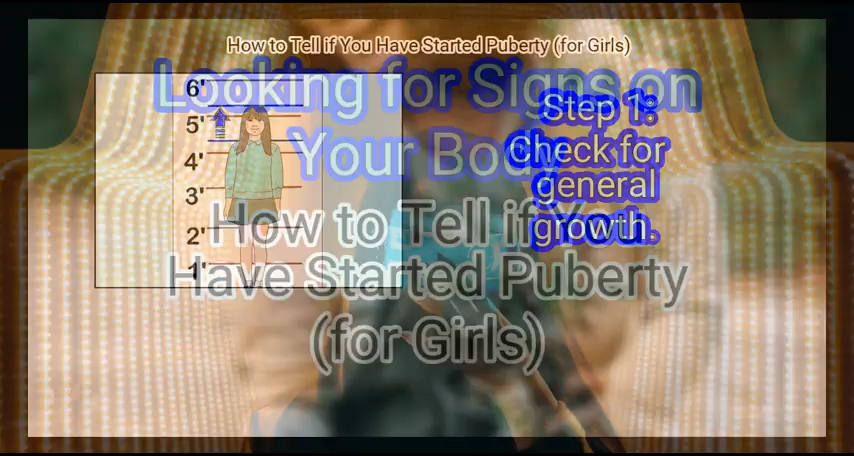 How to Tell if You Have Started Puberty (for Girls)
Looking for Signs on
Your Body
6'
5'
4'
3'
2'
1'
Step 1:
Check for
general
growth.
How to Tell if You
Have Started Puberty
(for Girls)